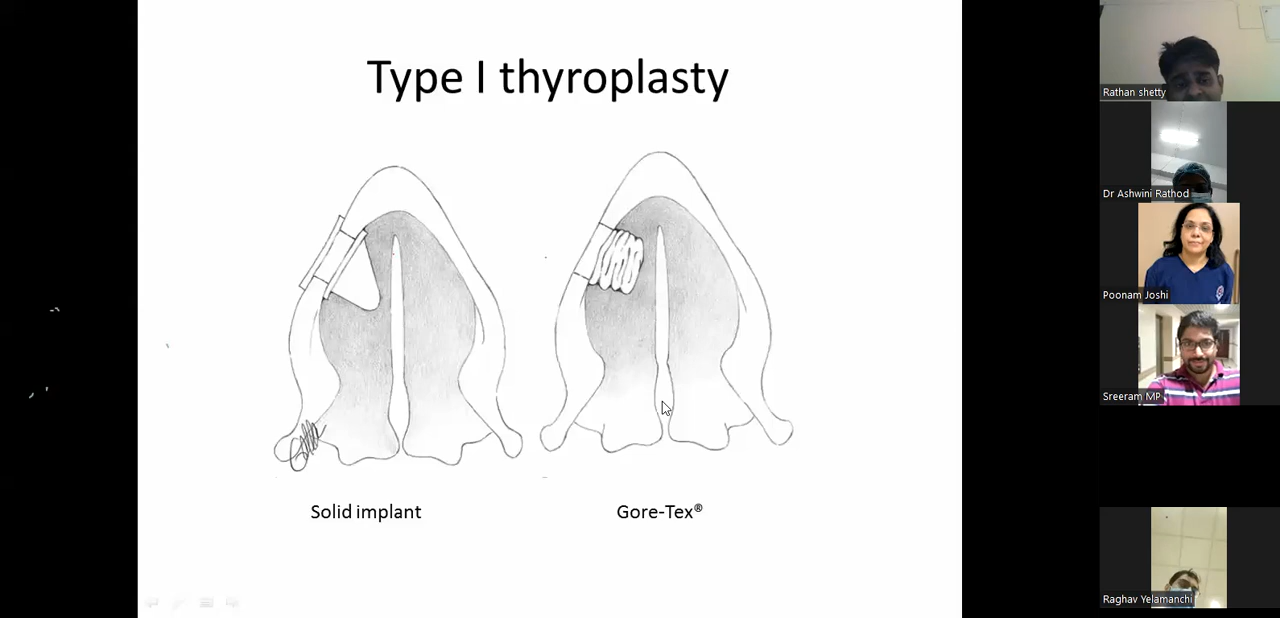 Type I thyroplasty
Solid implant
Gore-Tex®
Rathan shetty
Dr Ashwini Rathod
Poonam Joshi
Sreeram MP
Raghav Yelamanchi